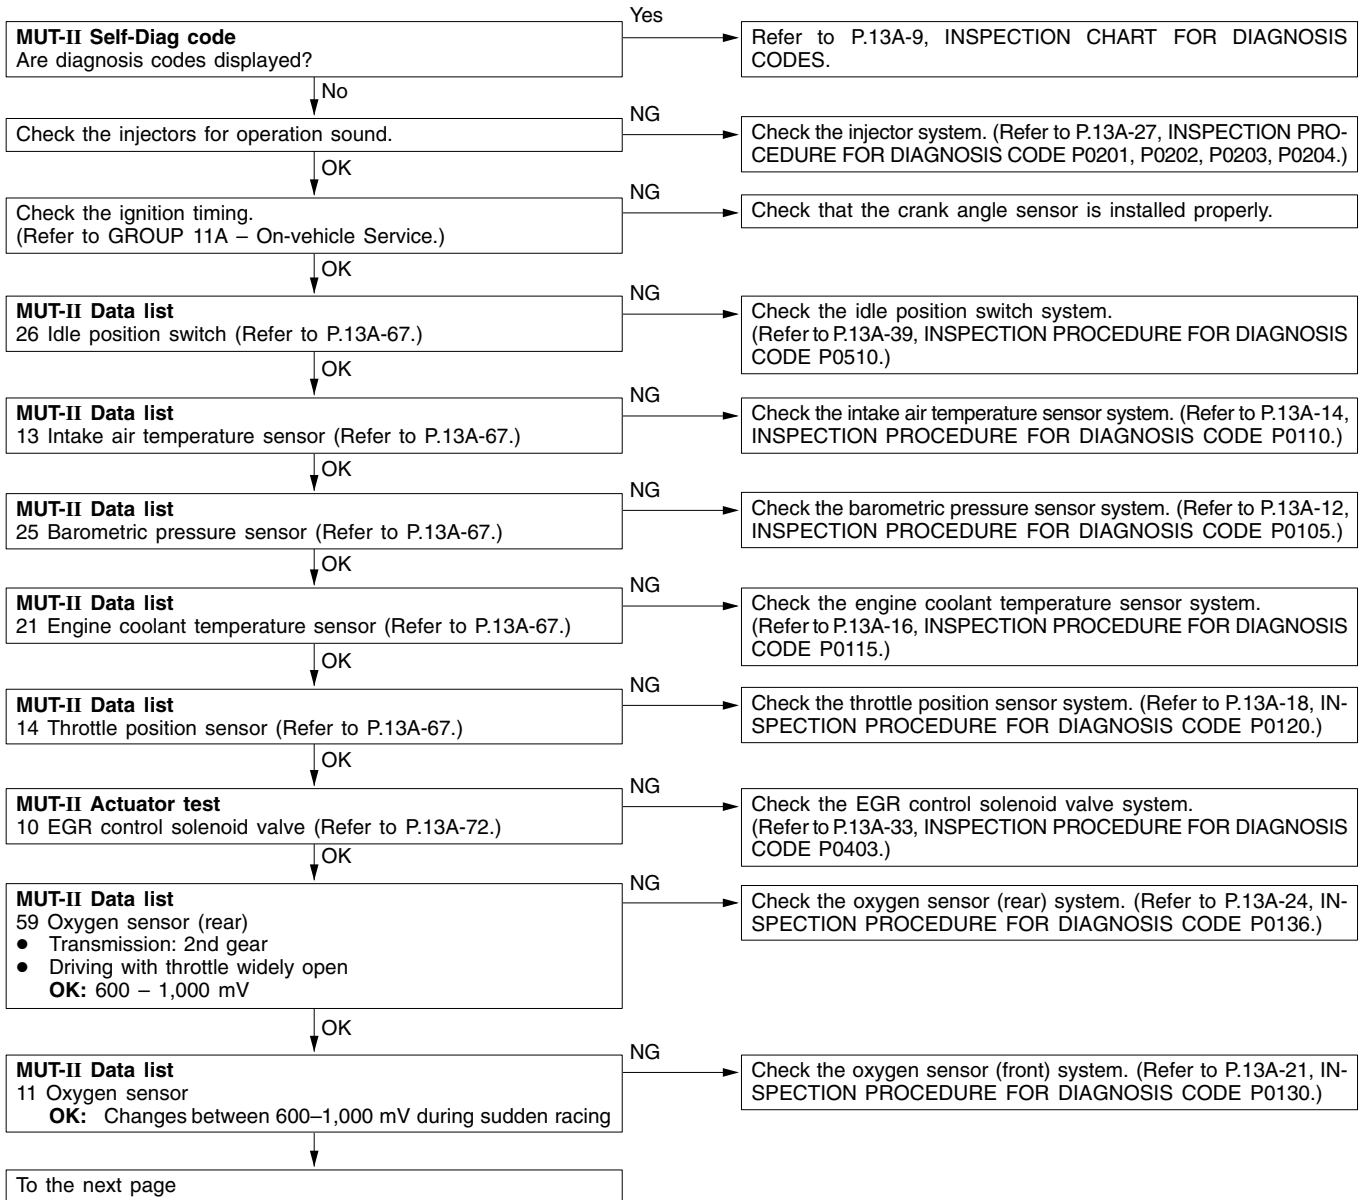 Yes
MUT-II Self-Diag code
Are diagnosis codes displayed?
Refer to P.13A-9, INSPECTION CHART FOR DIAGNOSIS
CODES.
No
NG
Check the injectors for operation sound.
Check the injector system. (Refer to P.13A-27, INSPECTION PRO-
CEDURE FOR DIAGNOSIS CODE P0201, P0202, P0203, P0204.)
OK
NG
Check the ignition timing.
(Refer to GROUP 11A – On-vehicle Service.)
Check that the crank angle sensor is installed properly.
OK
NG
MUT-II Data list
26 Idle position switch (Refer to P.13A-67.)
Check the idle position switch system.
(Refer to P.13A-39, INSPECTION PROCEDURE FOR DIAGNOSIS
CODE P0510.)
OK
NG
MUT-II Data list
13 Intake air temperature sensor (Refer to P.13A-67.)
Check the intake air temperature sensor system. (Refer to P.13A-14,
INSPECTION PROCEDURE FOR DIAGNOSIS CODE P0110.)
OK
NG
MUT-II Data list
25 Barometric pressure sensor (Refer to P.13A-67.)
Check the barometric pressure sensor system. (Refer to P.13A-12,
INSPECTION PROCEDURE FOR DIAGNOSIS CODE P0105.)
OK
NG
MUT-II Data list
21 Engine coolant temperature sensor (Refer to P.13A-67.)
Check the engine coolant temperature sensor system.
(Refer to P.13A-16, INSPECTION PROCEDURE FOR DIAGNOSIS
CODE P0115.)
OK
NG
MUT-II Data list
14 Throttle position sensor (Refer to P.13A-67.)
Check the throttle position sensor system. (Refer to P.13A-18, IN-
SPECTION PROCEDURE FOR DIAGNOSIS CODE P0120.)
OK
NG
MUT-II Actuator test
10 EGR control solenoid valve (Refer to P.13A-72.)
Check the EGR control solenoid valve system.
(Refer to P.13A-33, INSPECTION PROCEDURE FOR DIAGNOSIS
CODE P0403.)
OK
NG
MUT-II Data list
59 Oxygen sensor (rear)
● Transmission: 2nd gear
● Driving with throttle widely open
OK: 600 – 1,000 mV
Check the oxygen sensor (rear) system. (Refer to P.13A-24, IN-
SPECTION PROCEDURE FOR DIAGNOSIS CODE P0136.)
OK
NG
MUT-II Data list
11 Oxygen sensor
OK: Changes between 600–1,000 mV during sudden racing
Check the oxygen sensor (front) system. (Refer to P.13A-21, IN-
SPECTION PROCEDURE FOR DIAGNOSIS CODE P0130.)
To the next page